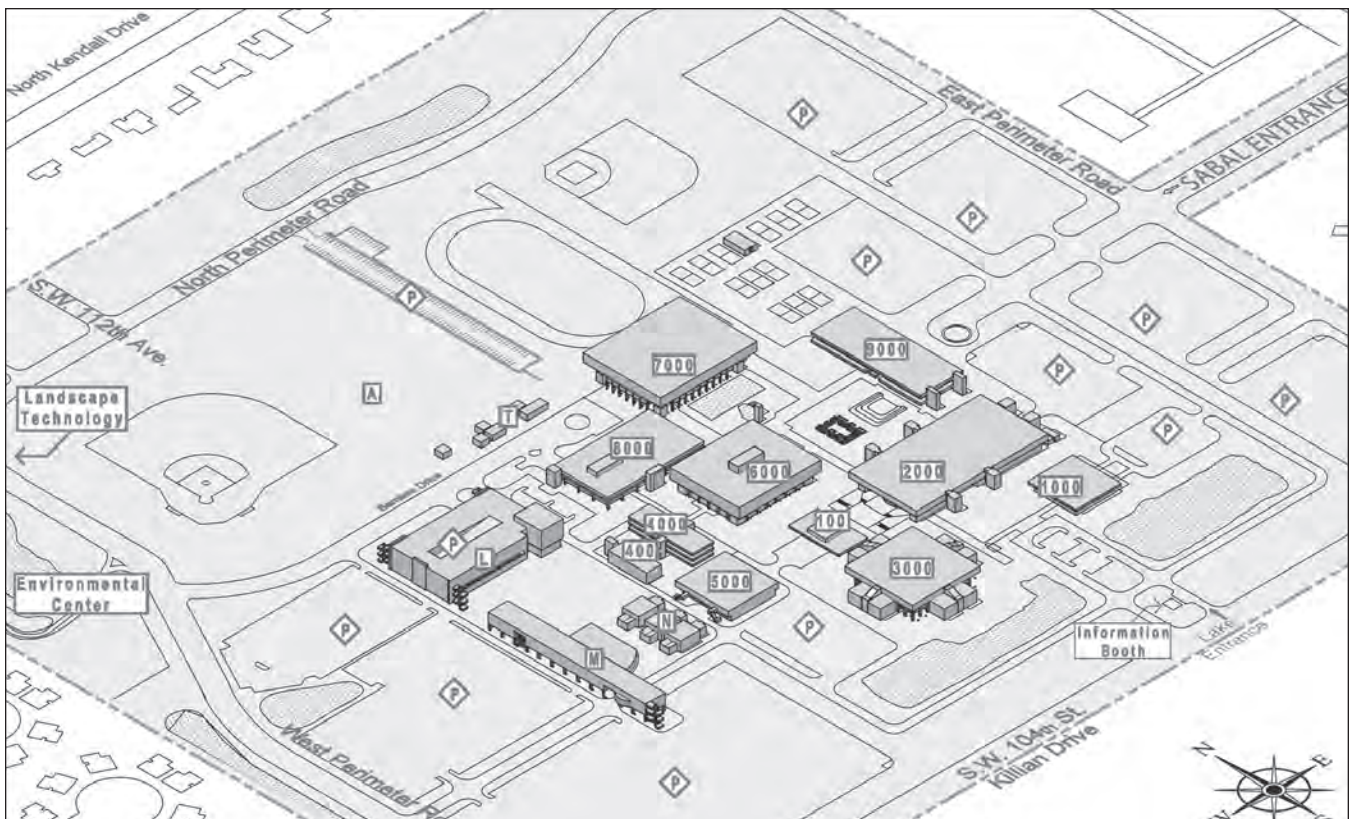 North Kendall Drive
East Perimeter Road
SABAL ENTRANCE
P
P
P
North Perimeter Road
S.W. 112th Ave.
P
P
7000
9000
P
P
P
Landscape
Technology
A
T
8000
6000
2000
1000
4000
100
P
L
400
3000
5000
Environmental
Center
N
P
P
M
P
Information
Booth
Lake
Entrance
West Perimeter R
P
S.W. 104th St.
Killian Drive
N
E